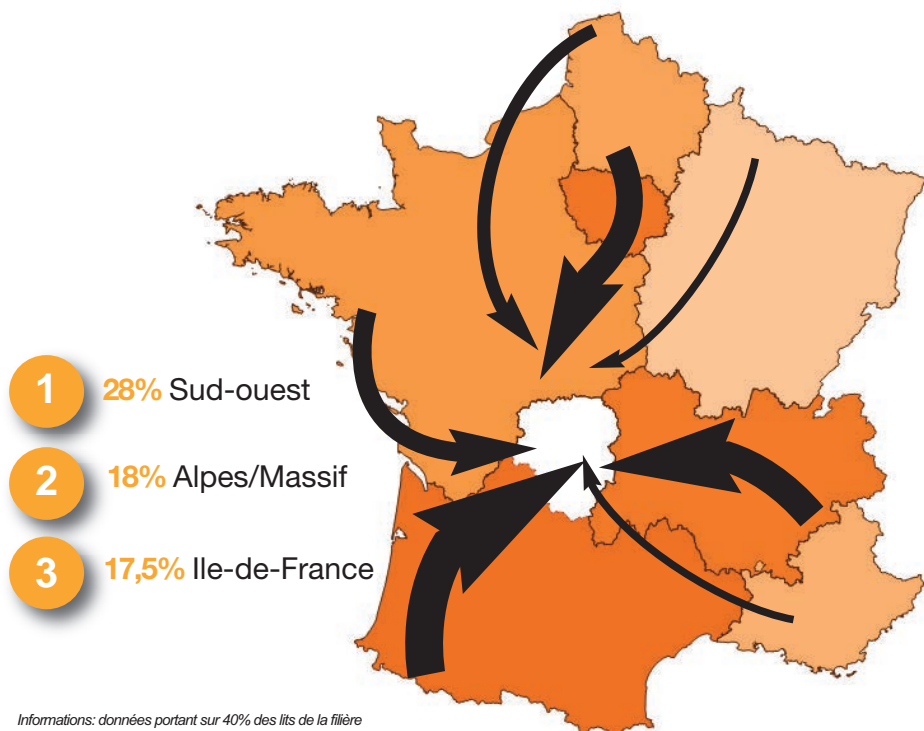 1 28% Sud-ouest
2 18% Alpes/Massif
3 17,5% Ile-de-France
Informations: données portant sur 40% des lits de la filière